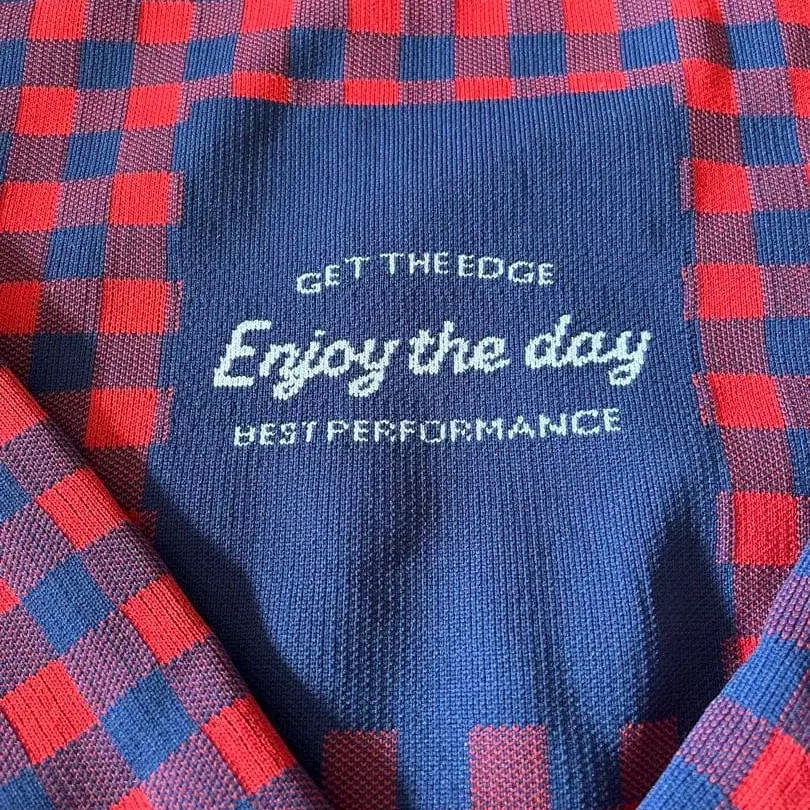 GET THE EDGE
Enjoy the day
BEST PERFORMANCE